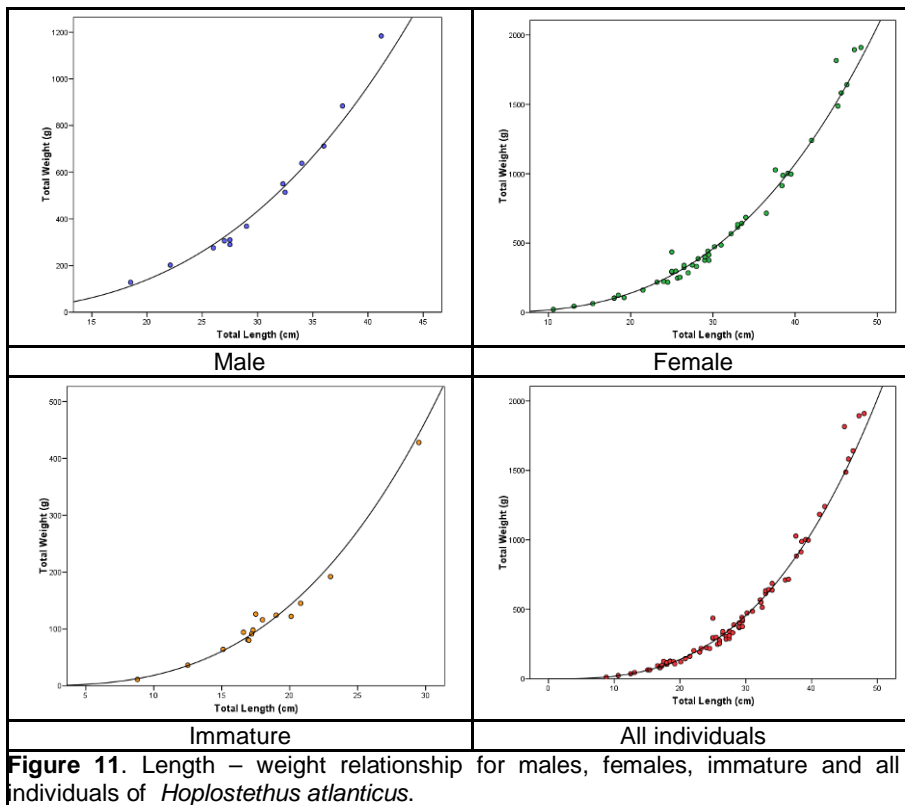 1200
1000
800
600
400
200
0
Total Weight (g)
15 20 25 30 35 40 45
Total Length (cm)
Male
2000
1500
1000
500
0
Total Weight (g)
10 20 30 40 50
Total Length (cm)
Female
500
400
300
200
100
0
Total Weight (g)
5 10 15 20 25 30
Total Length (cm)
Immature
2000
1500
1000
500
0
Total Weight (g)
0 10 20 30 40 50
Total Length (cm)
All individuals
Figure 11. Length – weight relationship for males, females, immature and all
individuals of Hoplostethus atlanticus.